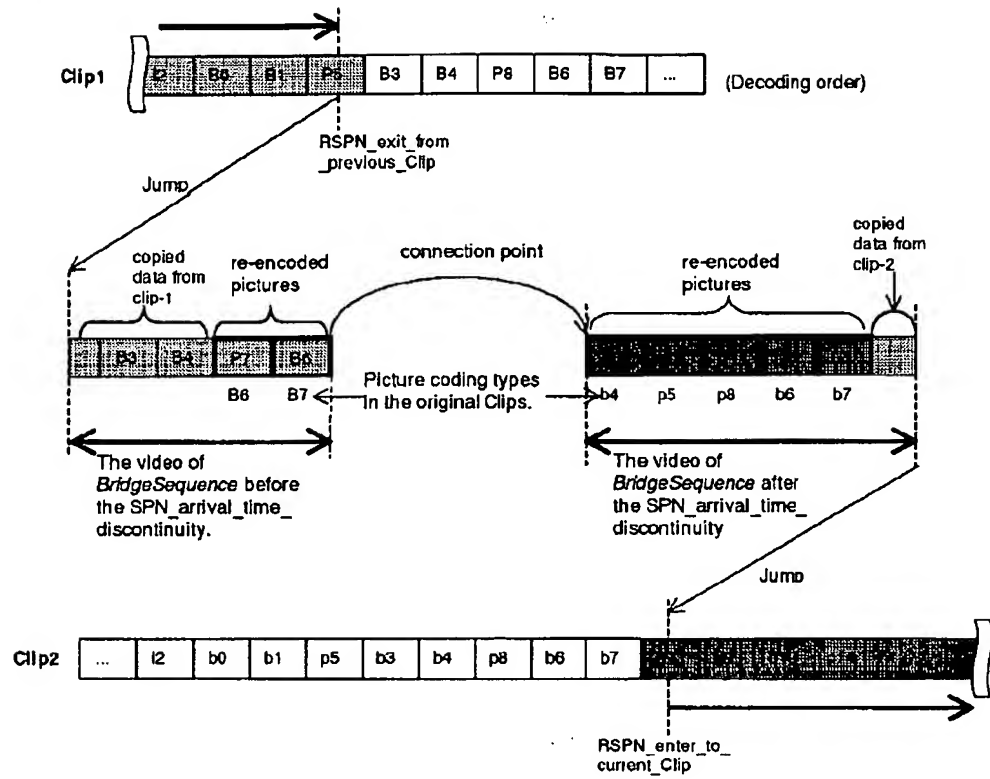 Clip1
I2 B0 B1 P5 B3 B4 P8 B6 B7 ...
(Decoding order)
RSPN_exit_from
_previous_Clip
Jump
copied
data from
clip-1
re-encoded
pictures
connection point
re-encoded
pictures
copied
data from
clip-2
B3 B4 P7 B6
B6 B7
Picture coding types
in the original Clips.
b4 p5 p8 b6 b7
The video of
BridgeSequence before
the SPN_arrival_time_
discontinuity.
The video of
BridgeSequence after
the SPN_arrival_time_
discontinuity
Jump
Clip2
... i2 b0 b1 p5 b3 b4 p8 b6 b7
RSPN_enter_to_
current_Clip